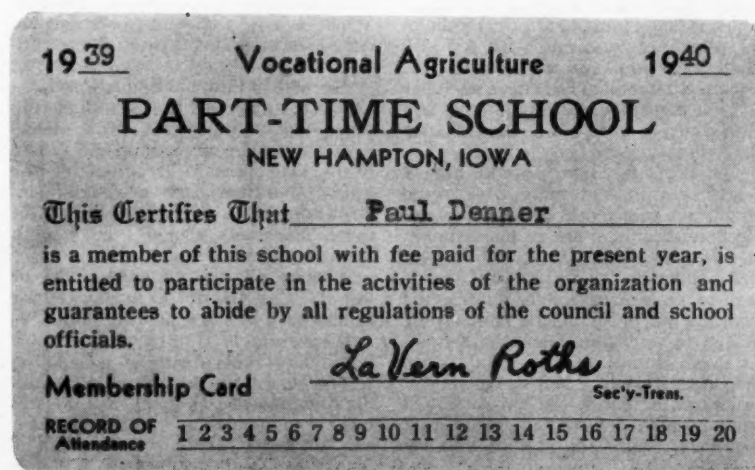 1939 Vocational Agriculture 1940
PART-TIME SCHOOL
NEW HAMPTON, IOWA
This Certifies That Paul Denner
is a member of this school with fee paid for the present year, is
entitled to participate in the activities of the organization and
guarantees to abide by all regulations of the council and school
officials.
LaVern Roths
Membership Card Sec'y-Treas.
RECORD OF
Attendance 1 2 3 4 5 6 7 8 9 10 11 12 13 14 15 16 17 18 19 20